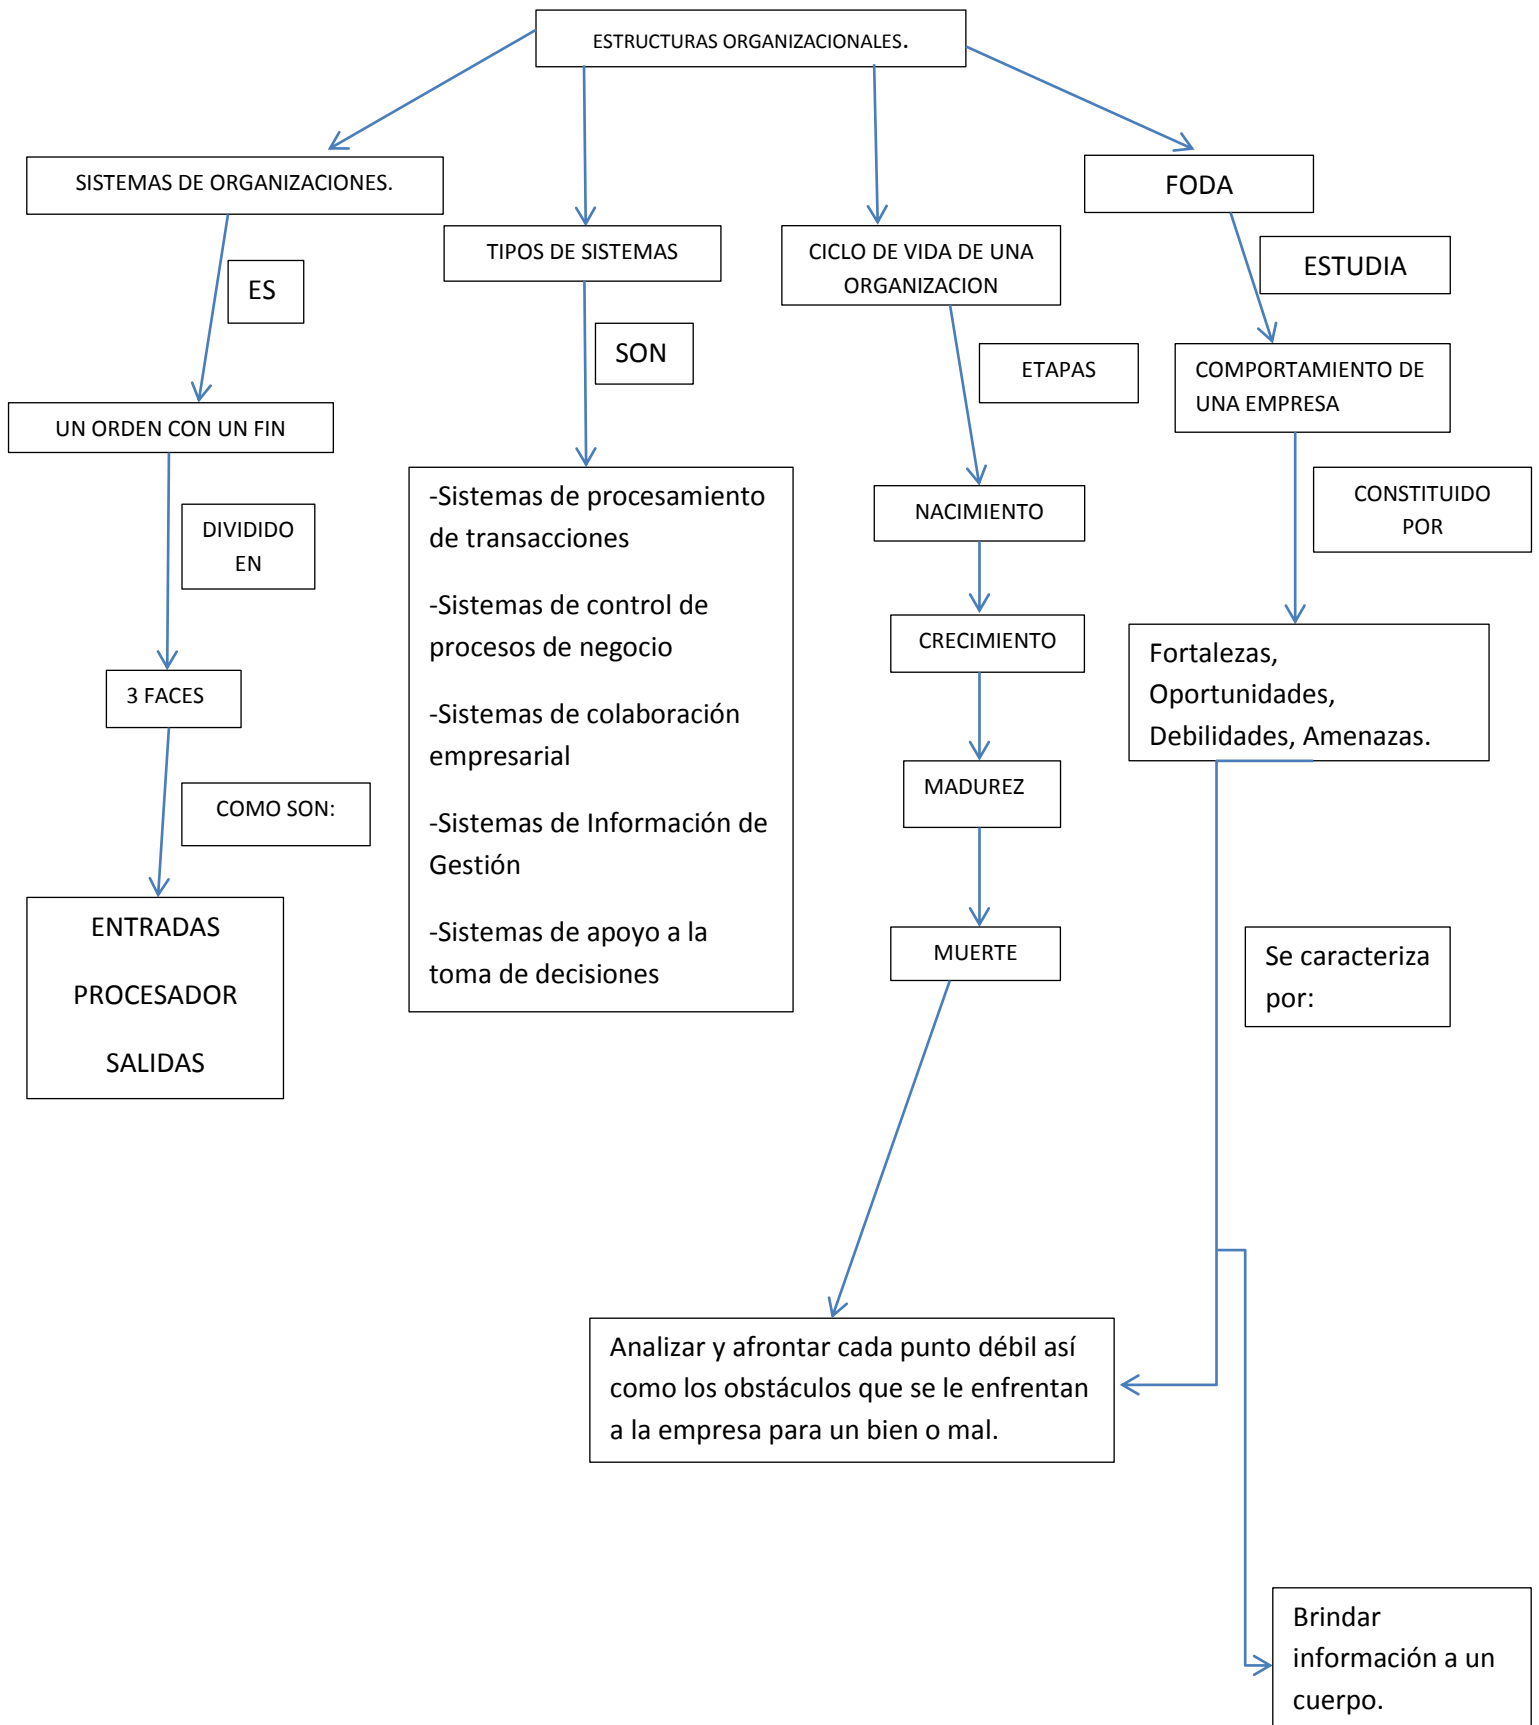 ESTRUCTURAS ORGANIZACIONALES.
SISTEMAS DE ORGANIZACIONES.
ES
UN ORDEN CON UN FIN
DIVIDIDO
EN
3 FACES
COMO SON:
ENTRADAS
PROCESADOR
SALIDAS
TIPOS DE SISTEMAS
SON
-Sistemas de procesamiento
de transacciones
-Sistemas de control de
procesos de negocio
-Sistemas de colaboración
empresarial
-Sistemas de Información de
Gestión
-Sistemas de apoyo a la
toma de decisiones
CICLO DE VIDA DE UNA
ORGANIZACION
ETAPAS
NACIMIENTO
CRECIMIENTO
MADUREZ
MUERTE
FODA
ESTUDIA
COMPORTAMIENTO DE
UNA EMPRESA
CONSTITUIDO
POR
Fortalezas,
Oportunidades,
Debilidades, Amenazas.
Se caracteriza
por:
Analizar y afrontar cada punto débil así
como los obstáculos que se le enfrentan
a la empresa para un bien o mal.
Brindar
información a un
cuerpo.